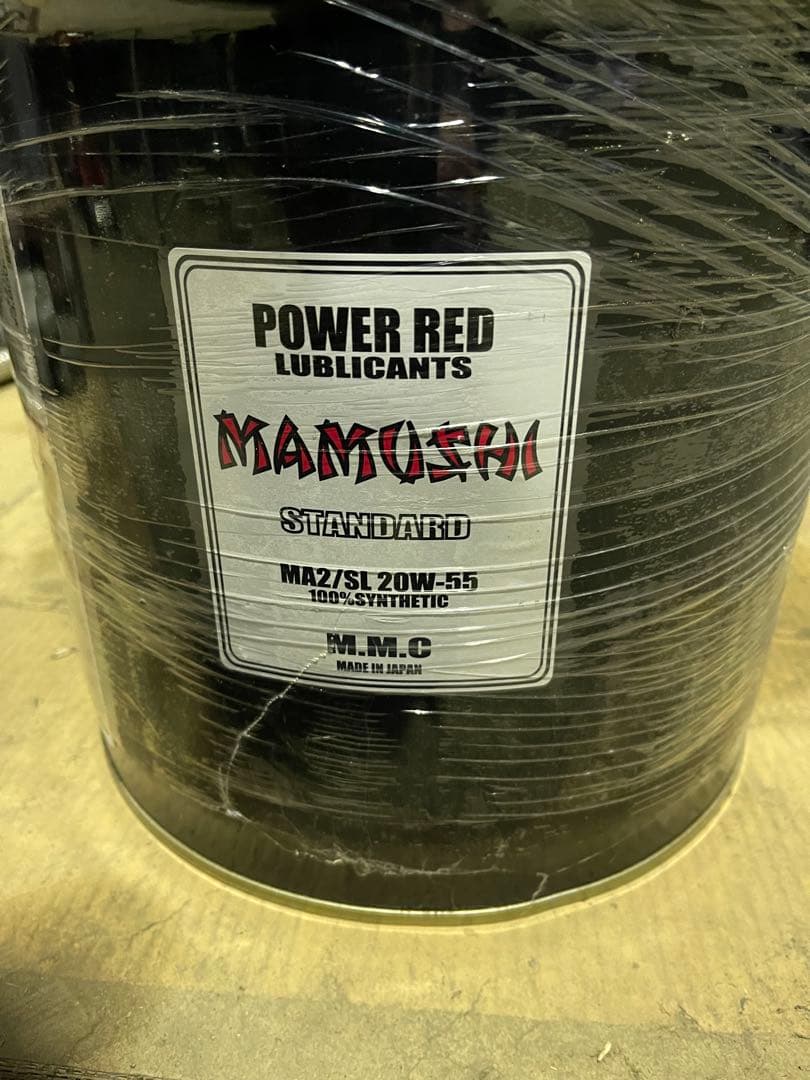 POWER RED
LUBLICANTS
MAMUSHI
STANDARD
MA2/SL 20W-55
100%SYNTHETIC
M.M.C
MADE IN JAPAN